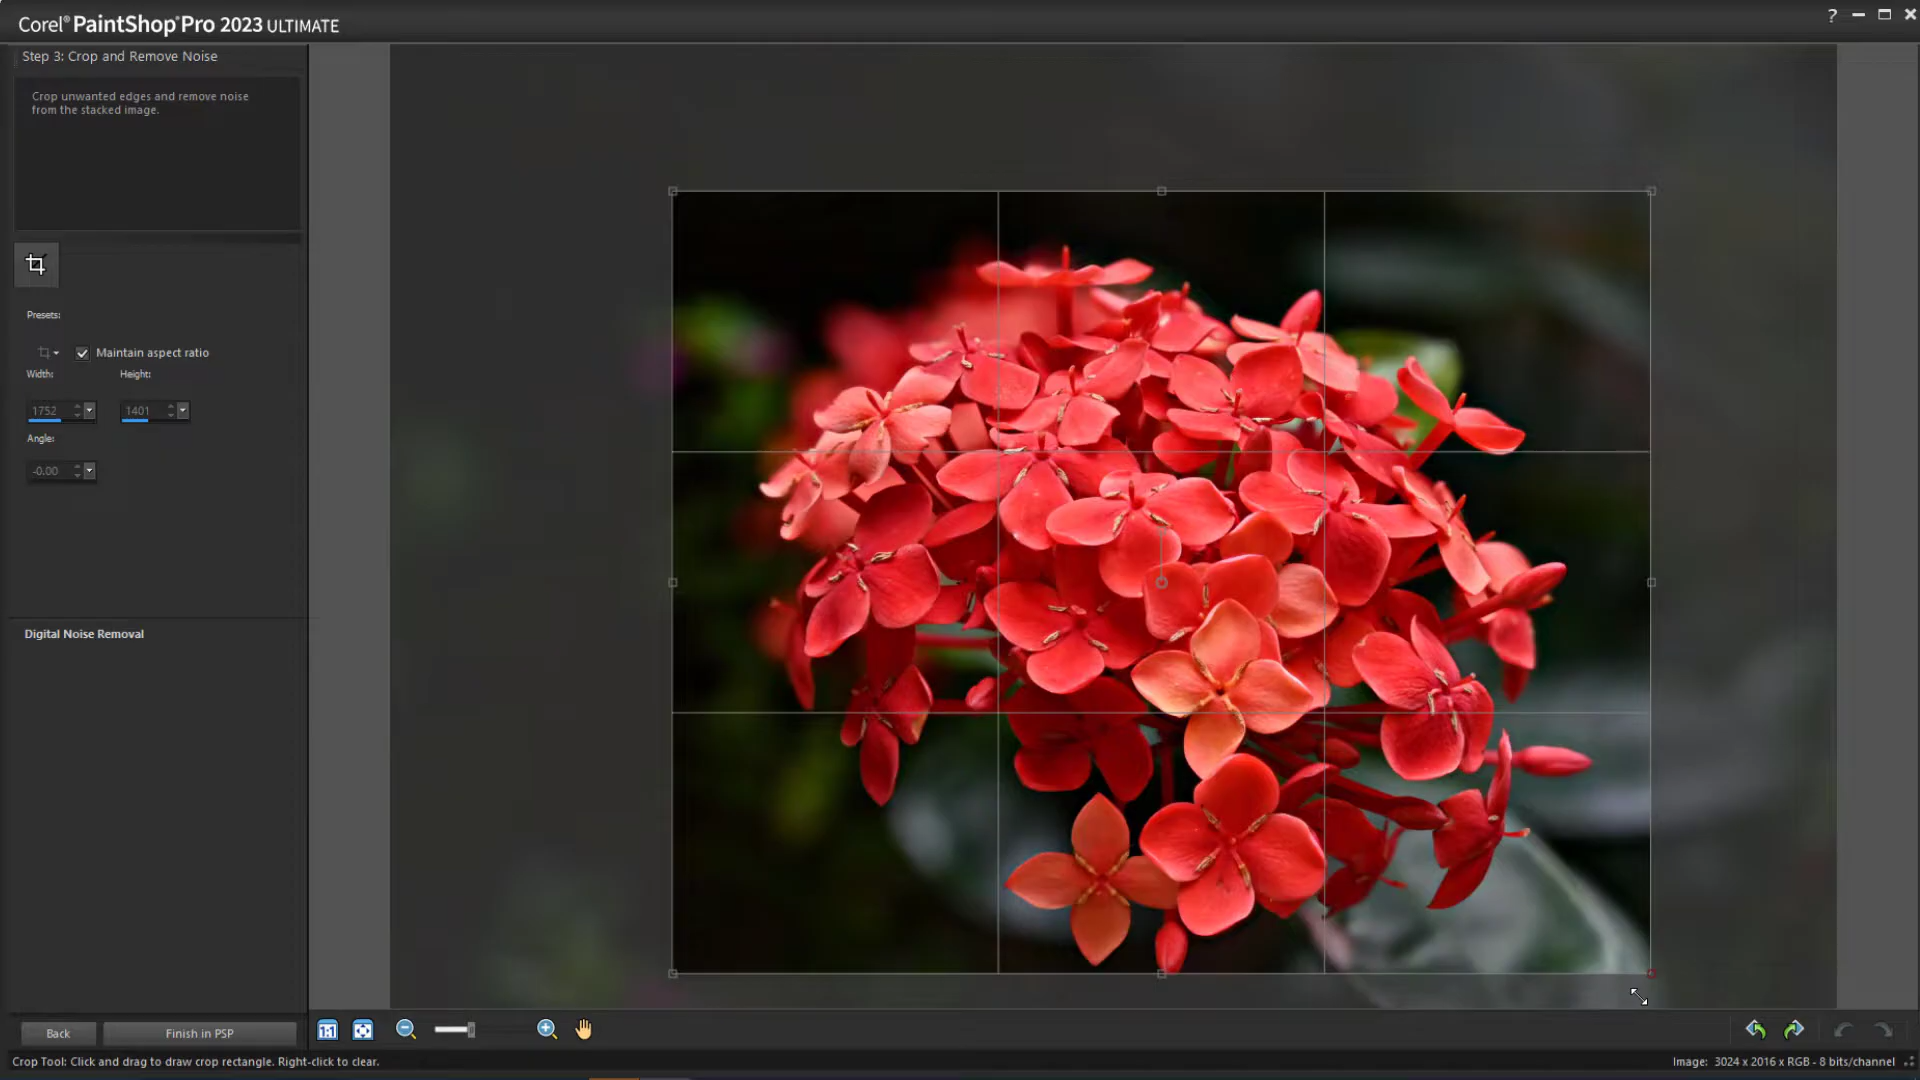 Corel® PaintShop® Pro 2023 ULTIMATE
?
Step 3: Crop and Remove Noise
Crop unwanted edges and remove noise
from the stacked image.
Presets:
Maintain aspect ratio
Width: Height:
1752 1401
Angle:
-0.00
Digital Noise Removal
Back Finish in PSP
1:1
Crop Tool: Click and drag to draw crop rectangle. Right-click to clear.
Image: 3024 x 2016 x RGB - 8 bits/channel